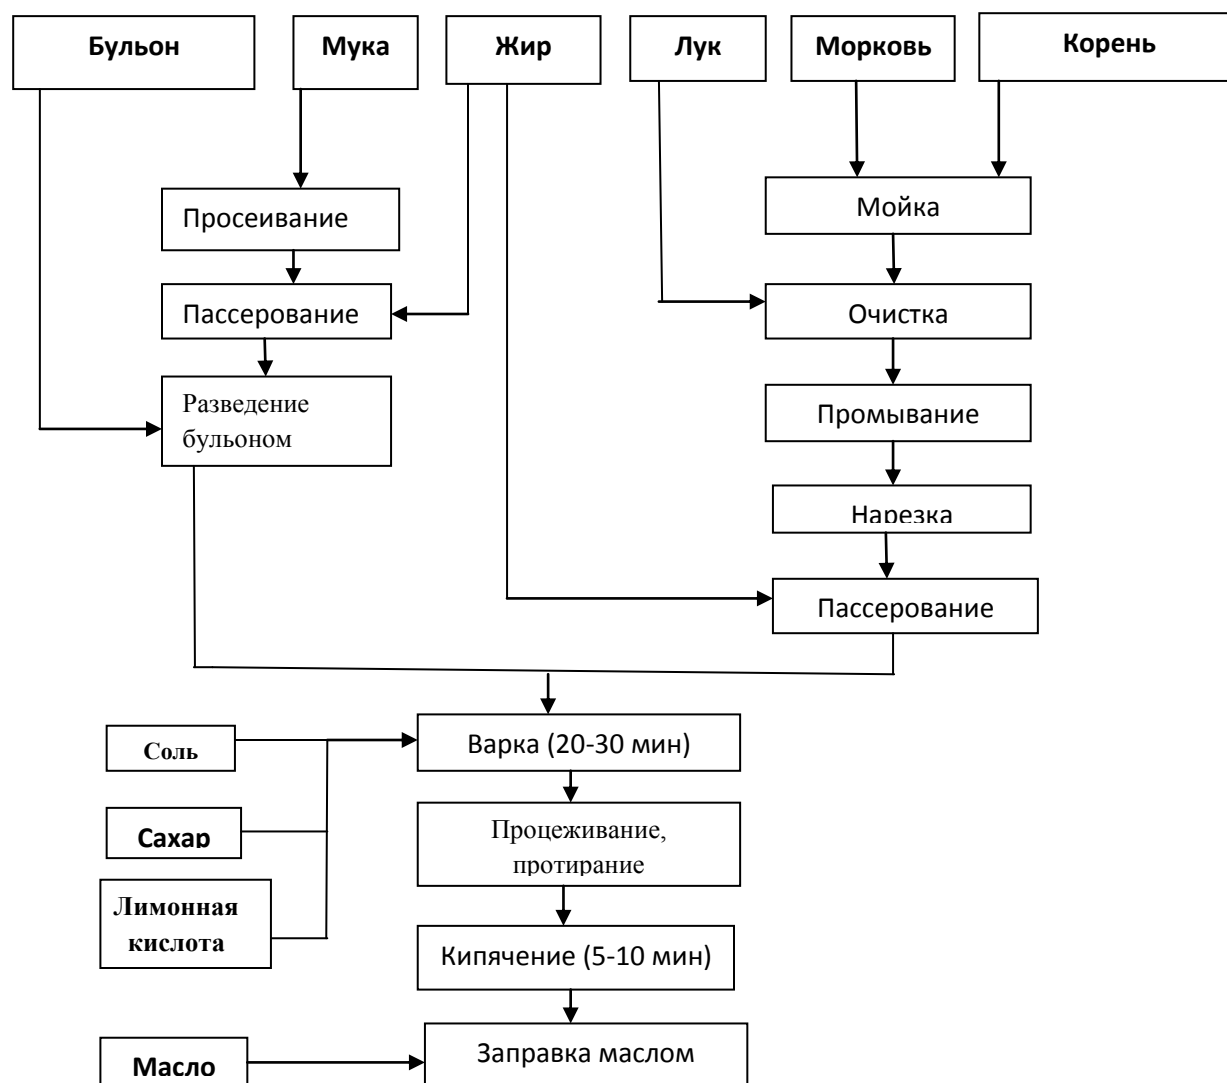 Бульон
Мука
Жир
Лук
Морковь
Корень
Просеивание
Мойка
Пассерование
Очистка
Разведение
бульоном
Промывание
Нарезка
Пассерование
Соль
Варка (20-30 мин)
Сахар
Процеживание,
протирание
Лимонная
кислота
Кипячение (5-10 мин)
Масло
Заправка маслом